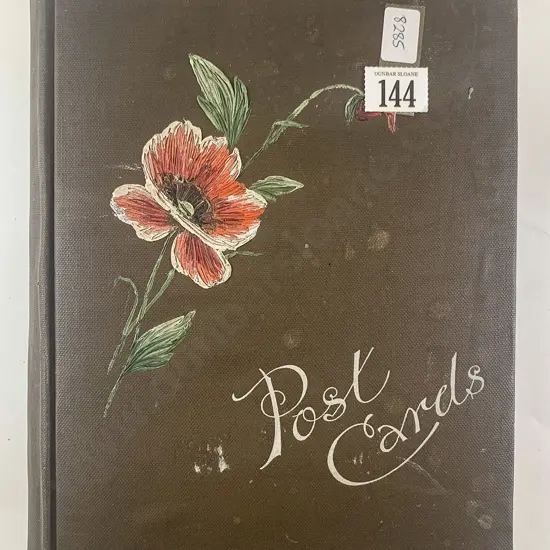 8285
DUNBAR SLOANE
144
Post
Cards